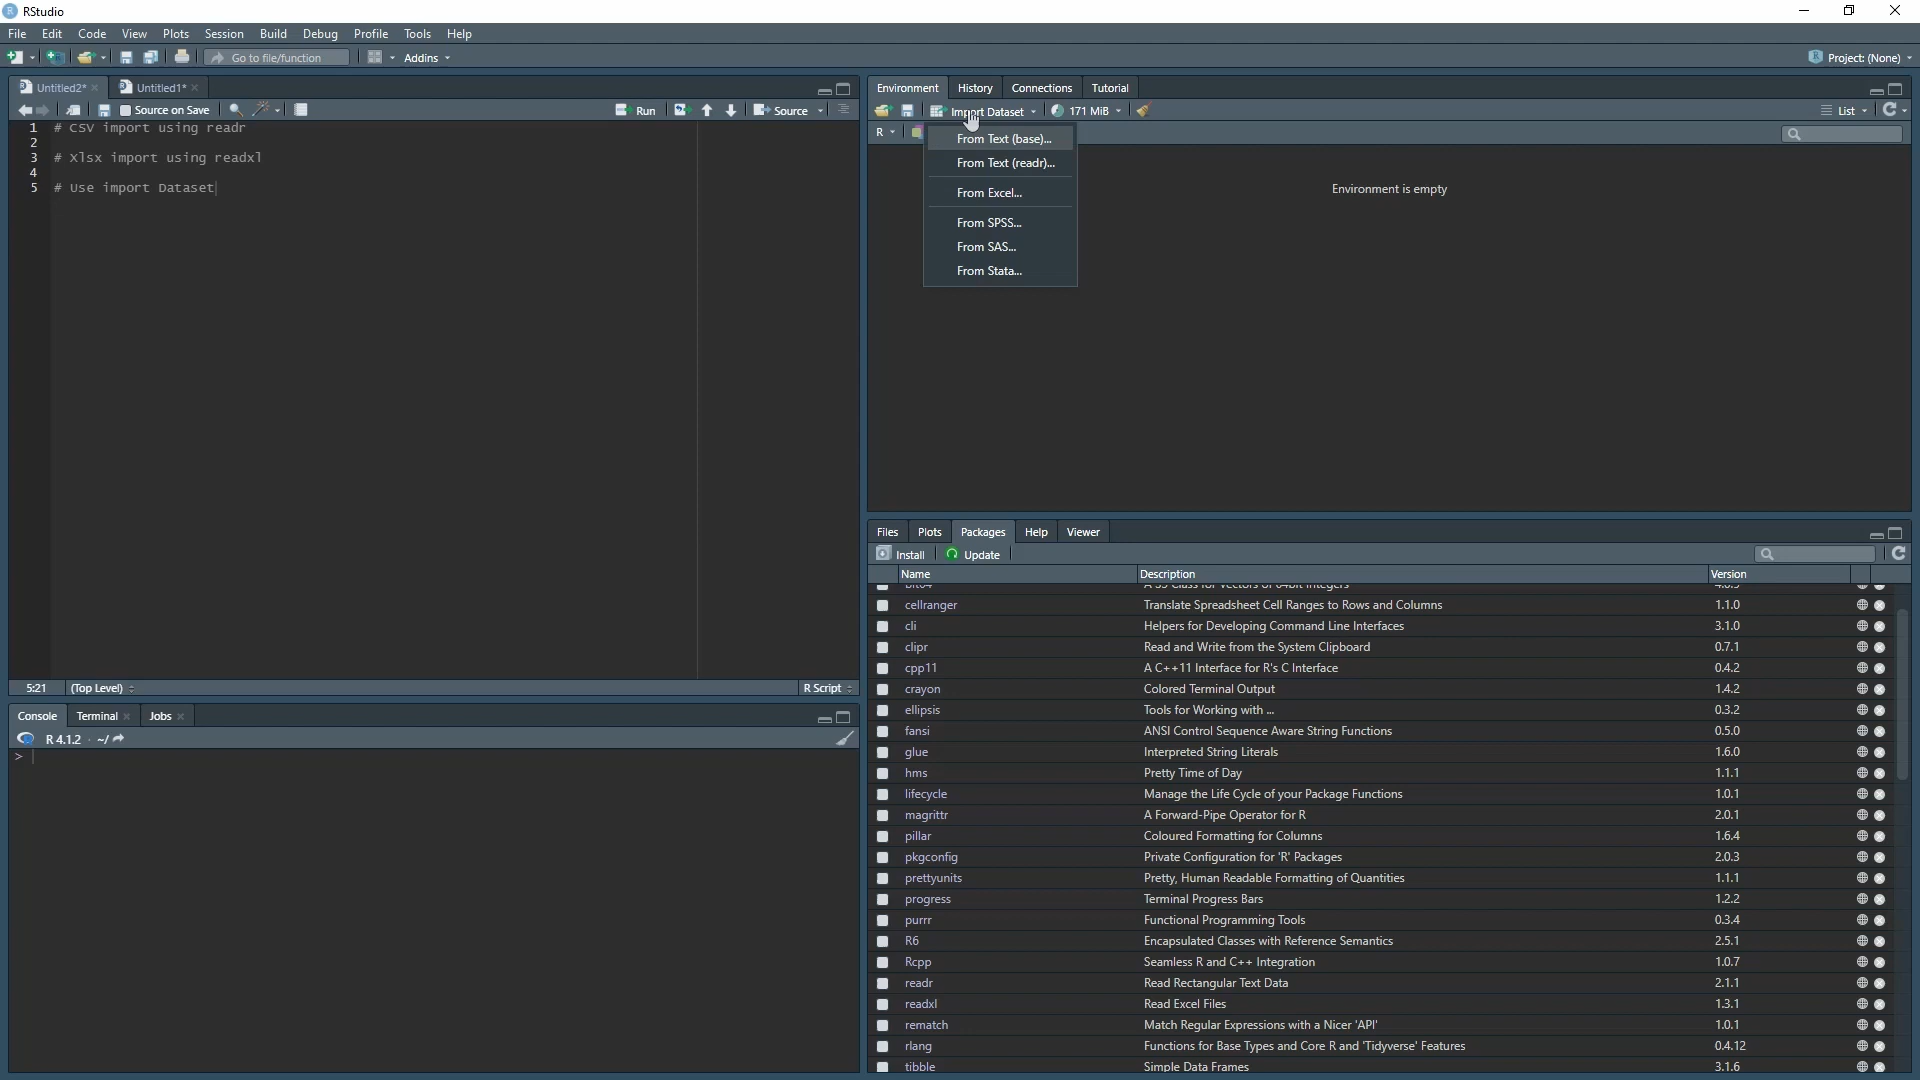 RStudio
File Edit Code View Plots Session Build Debug Profile Tools Help
Go to file/function Addins Project: (None)
Untitled2* Untitled1*
Source on Save Run Source
1 # CSV import using readr
2
3 # Xlsx import using readxl
4
5 # Use import Dataset
5:21 (Top Level) R Script
Console Terminal Jobs
R 4.1.2 · ~/
>
Environment History Connections Tutorial
Import Dataset 171 MiB List
R
From Text (base)...
From Text (readr)...
From Excel...
From SPSS...
From SAS...
From Stata...
Environment is empty
Files Plots Packages Help Viewer
Install Update
Name Description Version
cellranger Translate Spreadsheet Cell Ranges to Rows and Columns 1.1.0
cli Helpers for Developing Command Line Interfaces 3.1.0
clipr Read and Write from the System Clipboard 0.7.1
cpp11 A C++11 Interface for R's C Interface 0.4.2
crayon Colored Terminal Output 1.4.2
ellipsis Tools for Working with ... 0.3.2
fansi ANSI Control Sequence Aware String Functions 0.5.0
glue Interpreted String Literals 1.6.0
hms Pretty Time of Day 1.1.1
lifecycle Manage the Life Cycle of your Package Functions 1.0.1
magrittr A Forward-Pipe Operator for R 2.0.1
pillar Coloured Formatting for Columns 1.6.4
pkgconfig Private Configuration for 'R' Packages 2.0.3
prettyunits Pretty, Human Readable Formatting of Quantities 1.1.1
progress Terminal Progress Bars 1.2.2
purrr Functional Programming Tools 0.3.4
R6 Encapsulated Classes with Reference Semantics 2.5.1
Rcpp Seamless R and C++ Integration 1.0.7
readr Read Rectangular Text Data 2.1.1
readxl Read Excel Files 1.3.1
rematch Match Regular Expressions with a Nicer 'API' 1.0.1
rlang Functions for Base Types and Core R and 'Tidyverse' Features 0.4.12
tibble Simple Data Frames 3.1.6